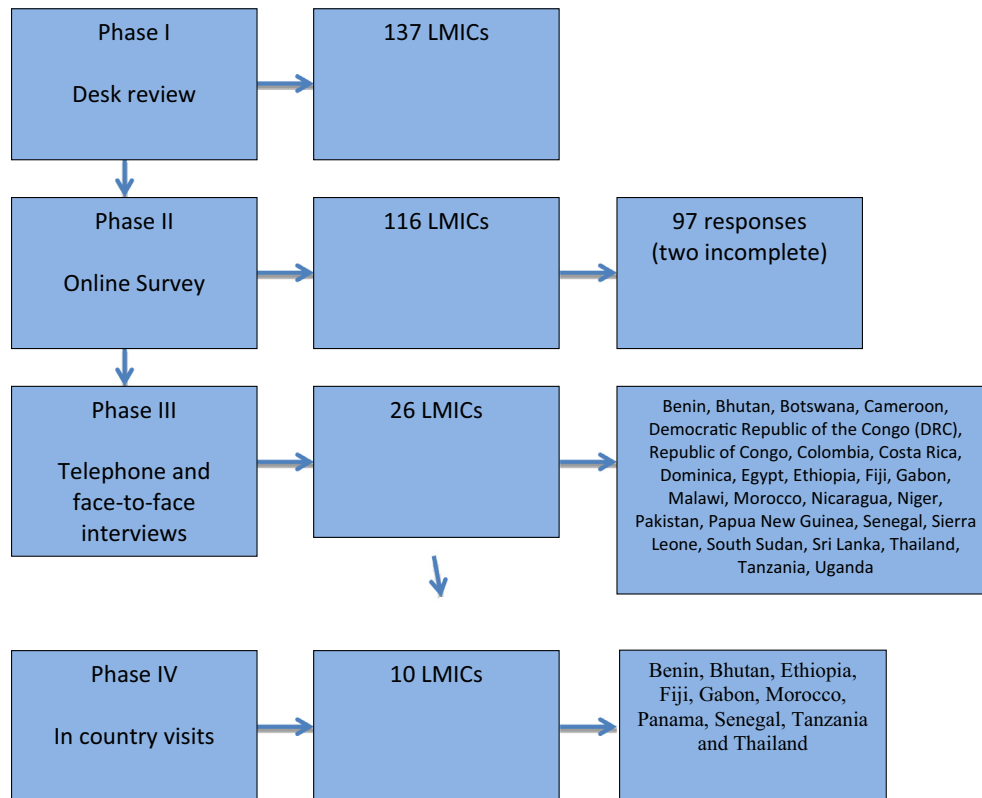 Phase I
Desk review
137 LMICs
Phase II
Online Survey
116 LMICs
97 responses
(two incomplete)
Phase III
Telephone and
face-to-face
interviews
26 LMICs
Benin, Bhutan, Botswana, Cameroon,
Democratic Republic of the Congo (DRC),
Republic of Congo, Colombia, Costa Rica,
Dominica, Egypt, Ethiopia, Fiji, Gabon,
Malawi, Morocco, Nicaragua, Niger,
Pakistan, Papua New Guinea, Senegal, Sierra
Leone, South Sudan, Sri Lanka, Thailand,
Tanzania, Uganda
Phase IV
In country visits
10 LMICs
Benin, Bhutan, Ethiopia,
Fiji, Gabon, Morocco,
Panama, Senegal, Tanzania
and Thailand